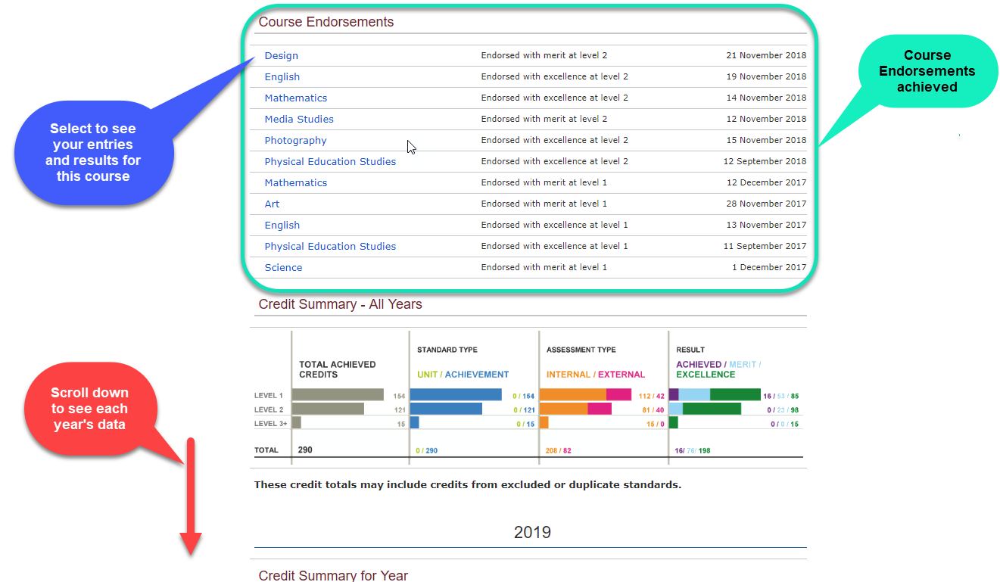 Course Endorsements
Design Endorsed with merit at level 2 21 November 2018
English Endorsed with excellence at level 2 19 November 2018
Mathematics Endorsed with excellence at level 2 14 November 2018
Media Studies Endorsed with merit at level 2 12 November 2018
Photography Endorsed with excellence at level 2 15 November 2018
Physical Education Studies Endorsed with excellence at level 2 12 September 2018
Mathematics Endorsed with merit at level 1 12 December 2017
Art Endorsed with merit at level 1 28 November 2017
English Endorsed with excellence at level 1 13 November 2017
Physical Education Studies Endorsed with excellence at level 1 11 September 2017
Science Endorsed with merit at level 1 1 December 2017
Course
Endorsements
achieved
Select to see
your entries
and results for
this course
Credit Summary - All Years
TOTAL ACHIEVED
CREDITS
STANDARD TYPE
UNIT / ACHIEVEMENT
ASSESSMENT TYPE
INTERNAL / EXTERNAL
RESULT
ACHIEVED / MERIT /
EXCELLENCE
LEVEL 1 154 0 / 154 112 / 42 16 / 53 / 85
LEVEL 2 121 0 / 121 81 / 40 0 / 23 / 98
LEVEL 3+ 15 0 / 15 15 / 0 0 / 0 / 15
TOTAL 290 0 / 290 208 / 82 16/ 76/ 198
These credit totals may include credits from excluded or duplicate standards.
Scroll down
to see each
year's data
2019
Credit Summary for Year